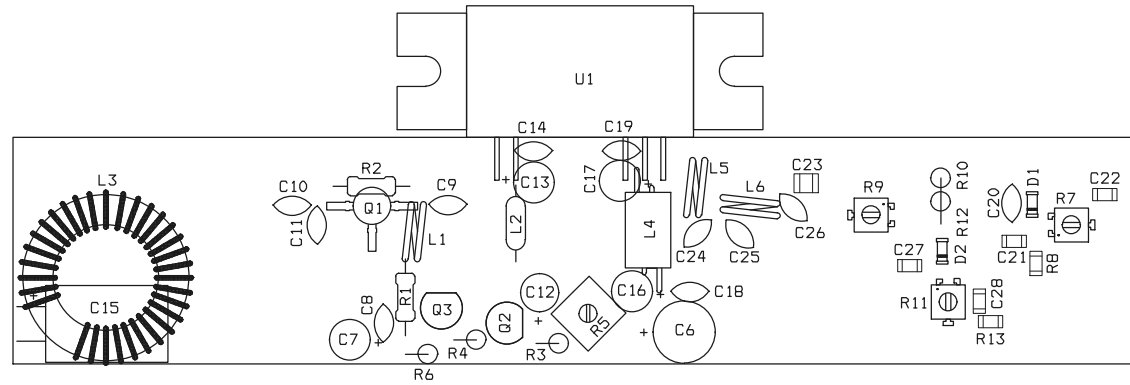 U1
C14
C19
R2
L3
C10
C11
Q1
C9
L1
+
C13
L2
C17
+
L4
L5
L6
C23
C24
C25
C26
R9
R10
R12
C20
D1
R7
C22
C27
D2
C21
R8
+
C15
C8
R1
Q3
C12
+
C16
+
C18
R11
C28
R13
C7
+
Q2
R5
R4
R3
+
C6
R6